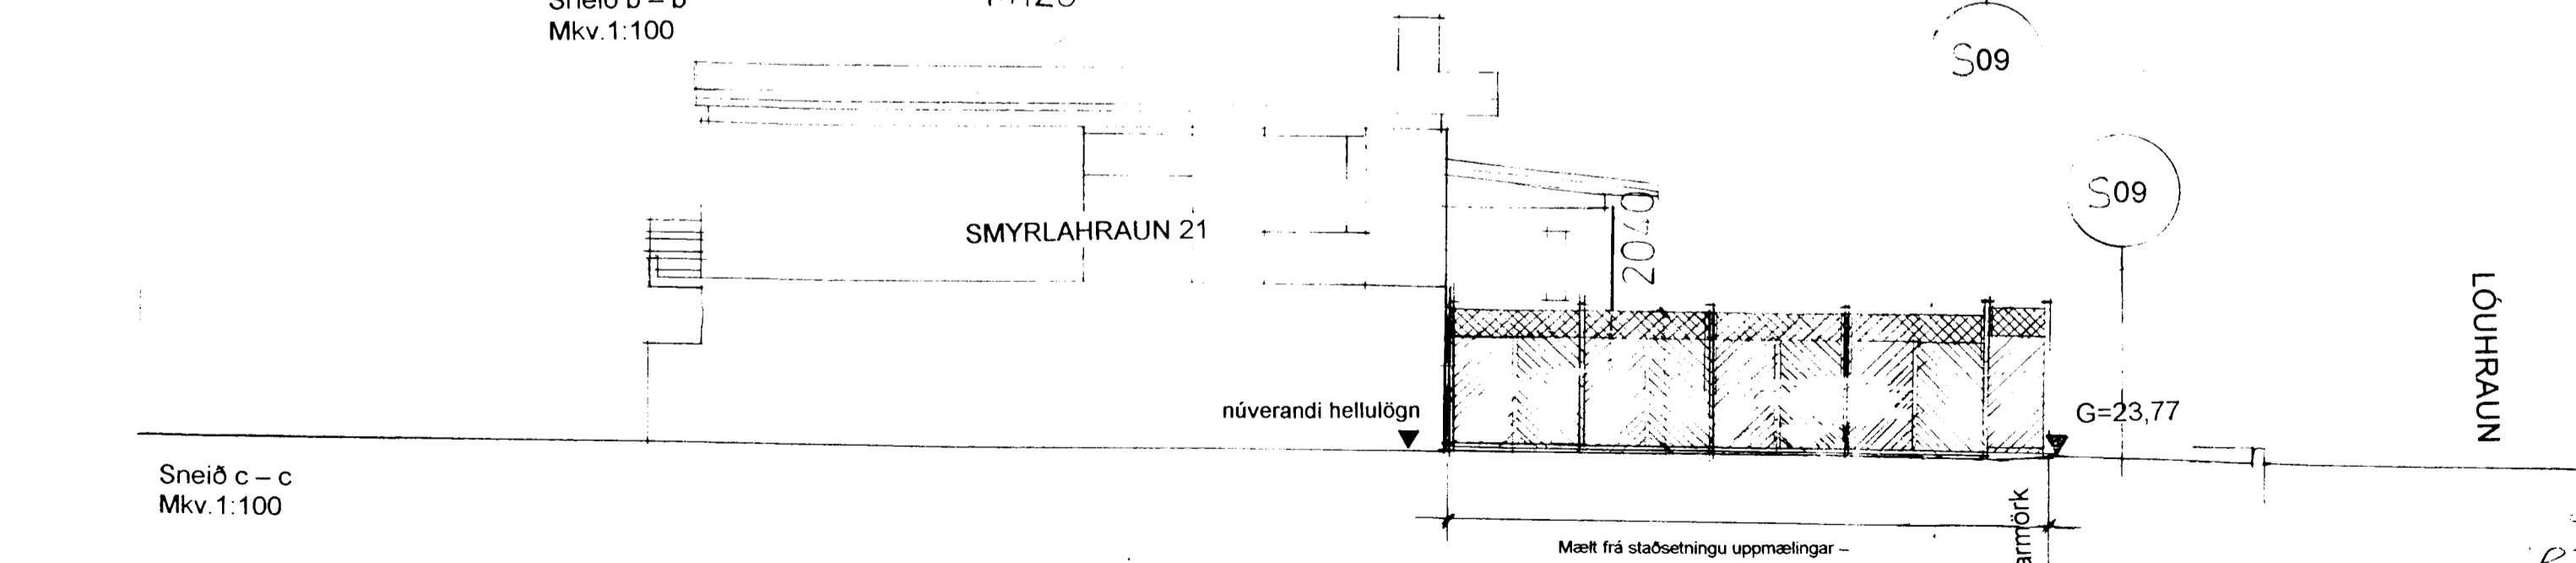 Mkv.1:100
S09
S09
SMYRLAHRAUN 21
2040
LÓUHRAUN
núverandi hellulögn
G=23,77
Sneið c – c
Mkv.1:100
Mælt frá staðsetningu uppmælingar –